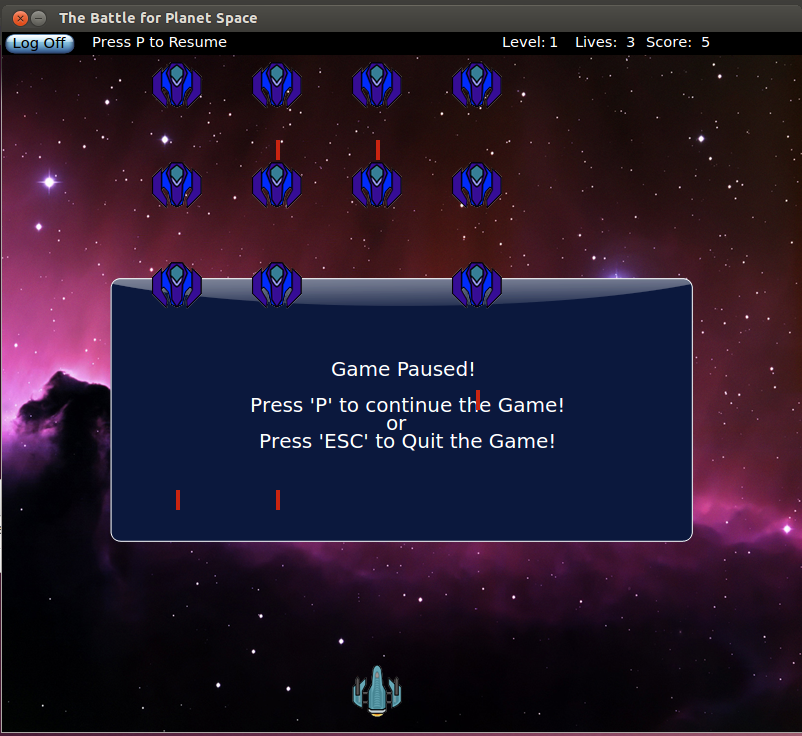 The Battle for Planet Space
Log Off Press P to Resume Level: 1 Lives: 3 Score: 5
Game Paused!
Press 'P' to continue the Game!
or
Press 'ESC' to Quit the Game!